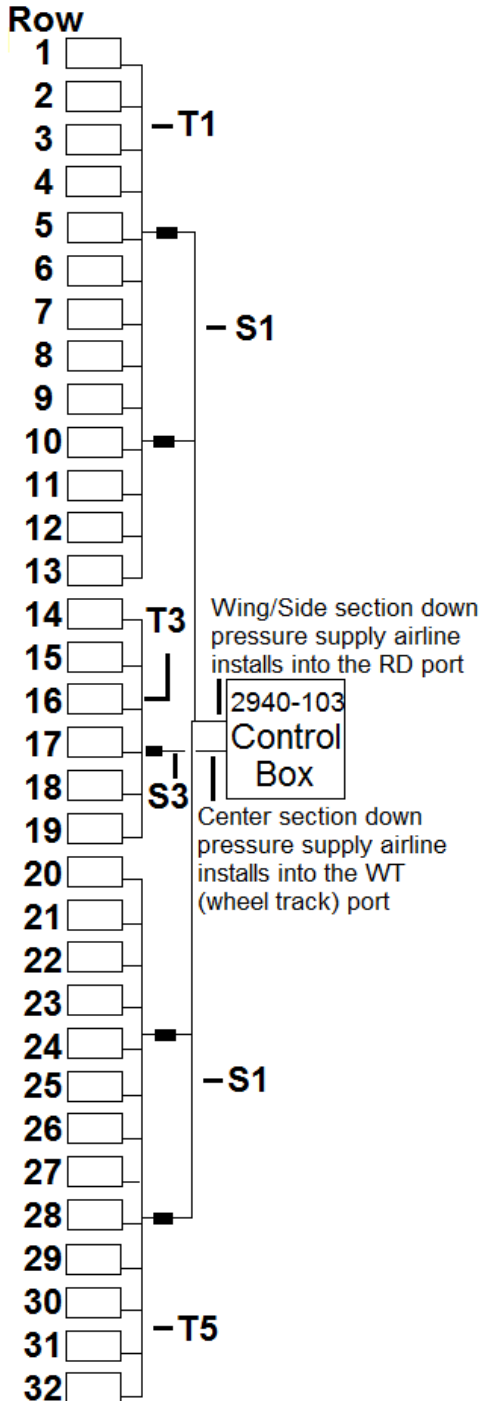 Row
1
2
3
T1
4
5
6
7
S1
8
9
10
11
12
13
14
T3
Wing/Side section down
pressure supply airline
installs into the RD port
15
16
2940-103
Control
Box
17
18
S3
19
Center section down
pressure supply airline
installs into the WT
(wheel track) port
20
21
22
23
24
25
S1
26
27
28
29
30
31
T5
32